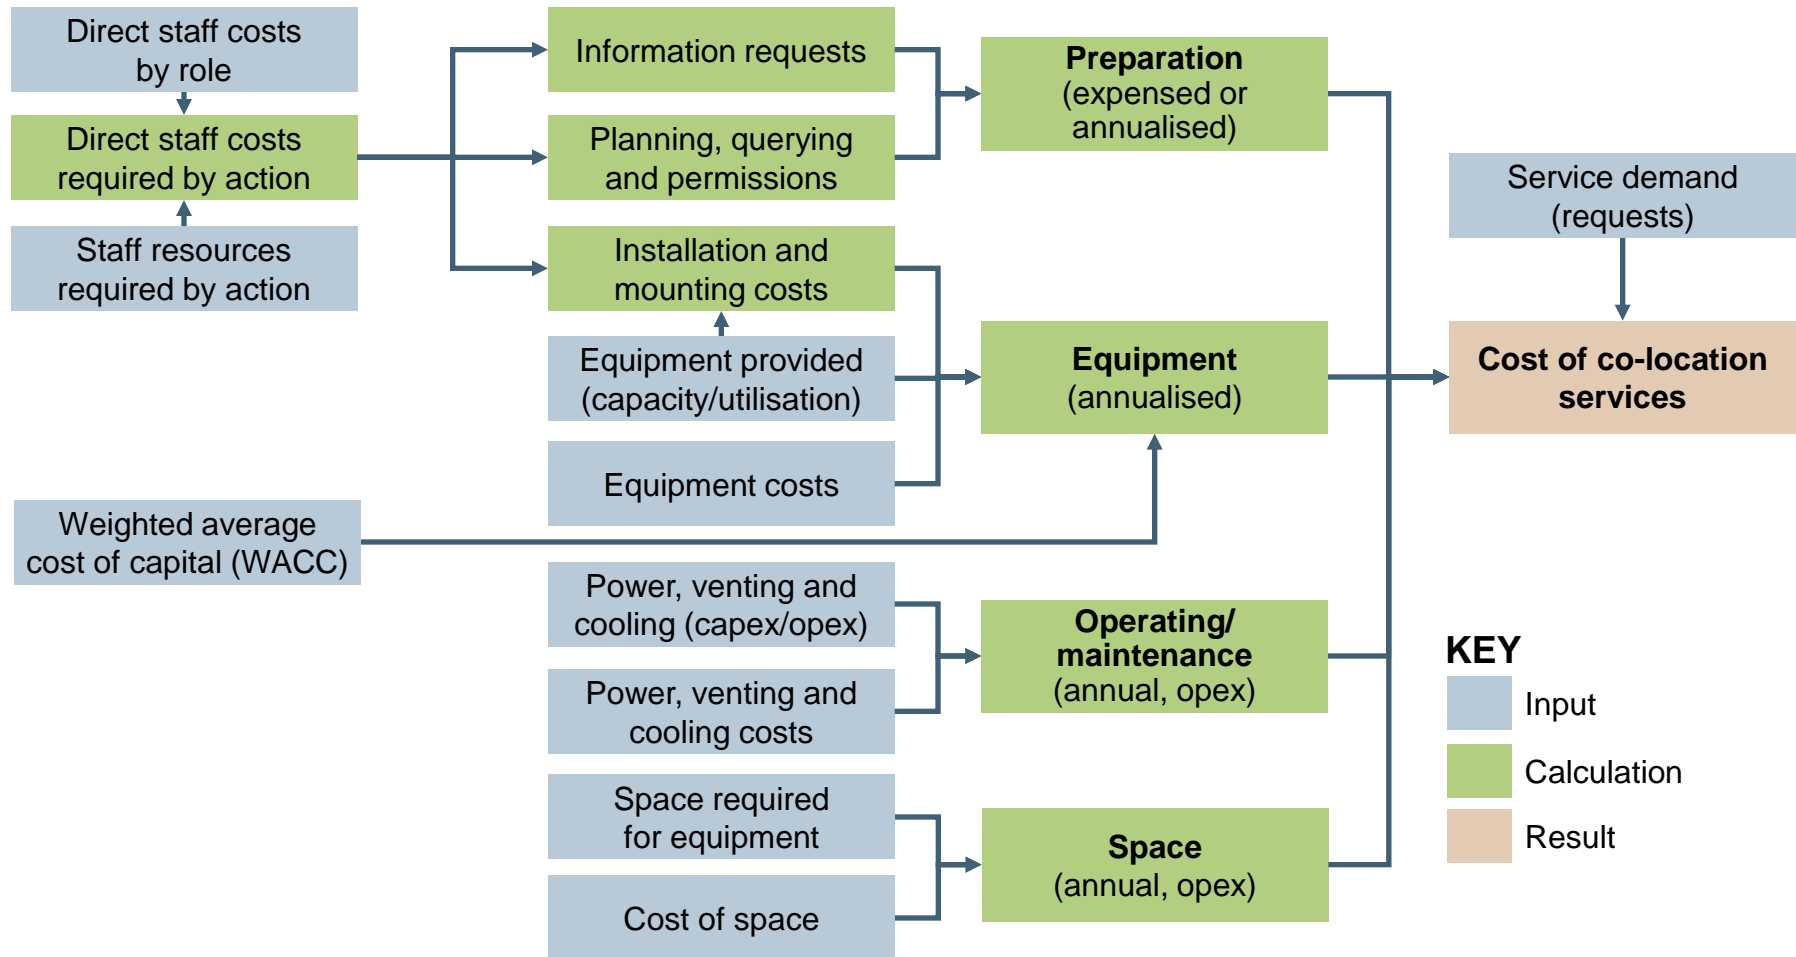 Direct staff costs
by role
Direct staff costs
required by action
Staff resources
required by action
Weighted average
cost of capital (WACC)
Information requests
Planning, querying
and permissions
Installation and
mounting costs
Equipment provided
(capacity/utilisation)
Equipment costs
Power, venting and
cooling (capex/opex)
Power, venting and
cooling costs
Space required
for equipment
Cost of space
Preparation
(expensed or
annualised)
Equipment
(annualised)
Operating/
maintenance
(annual, opex)
Space
(annual, opex)
Service demand
(requests)
Cost of co-location
services
KEY
Input
Calculation
Result